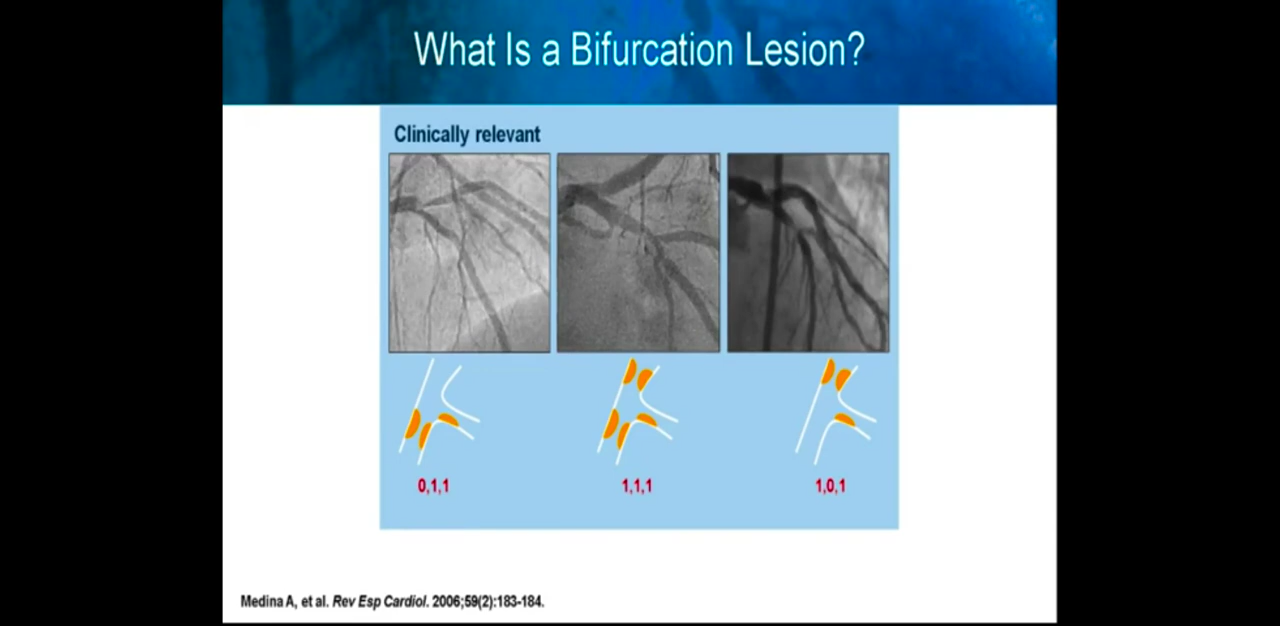 What Is a Bifurcation Lesion?
Clinically relevant
0,1,1
1,1,1
1,0,1
Medina A, et al. Rev Esp Cardiol. 2006;59(2):183-184.